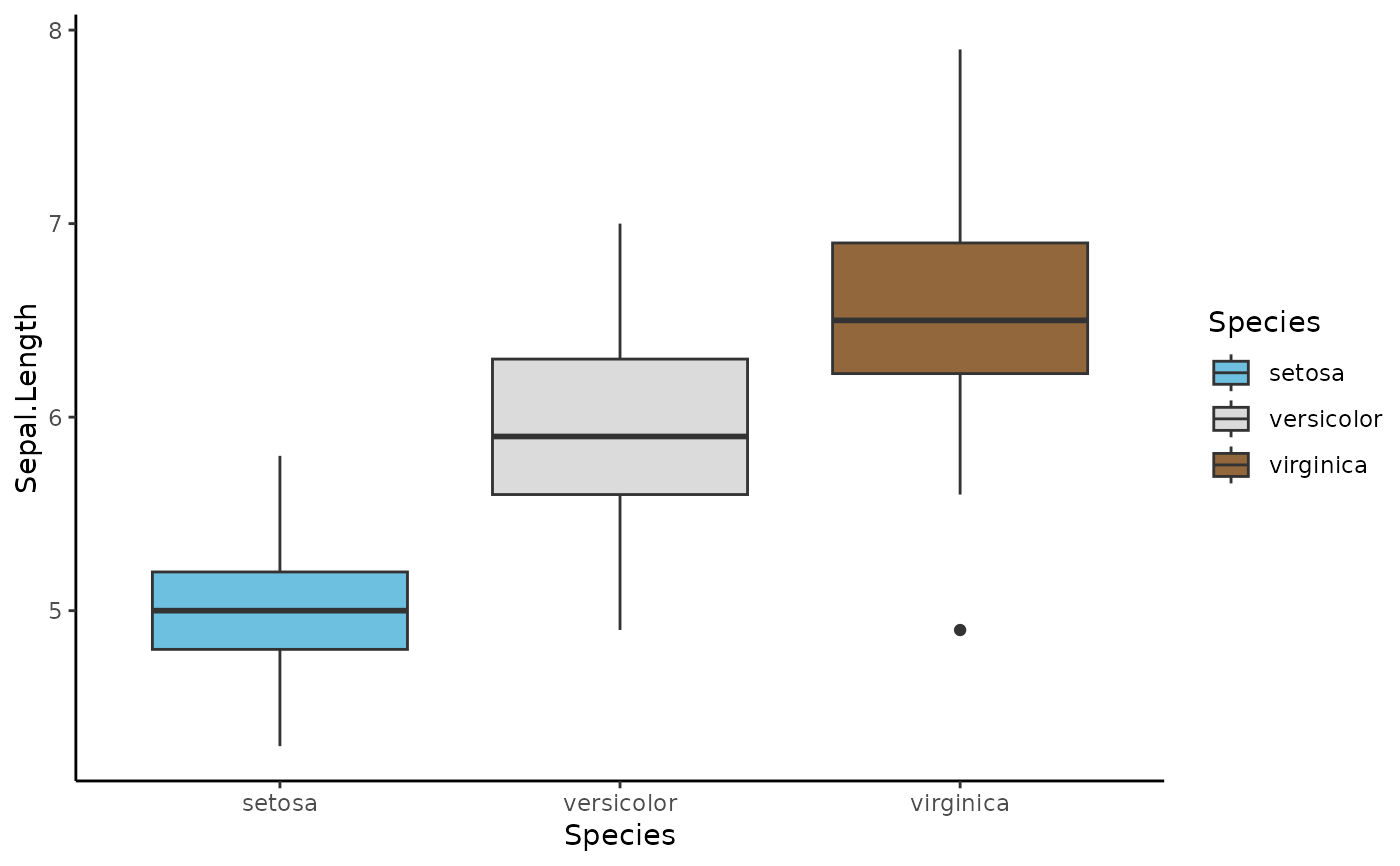 8
7
6
5
Sepal.Length
setosa
versicolor
virginica
Species
Species
setosa
versicolor
virginica